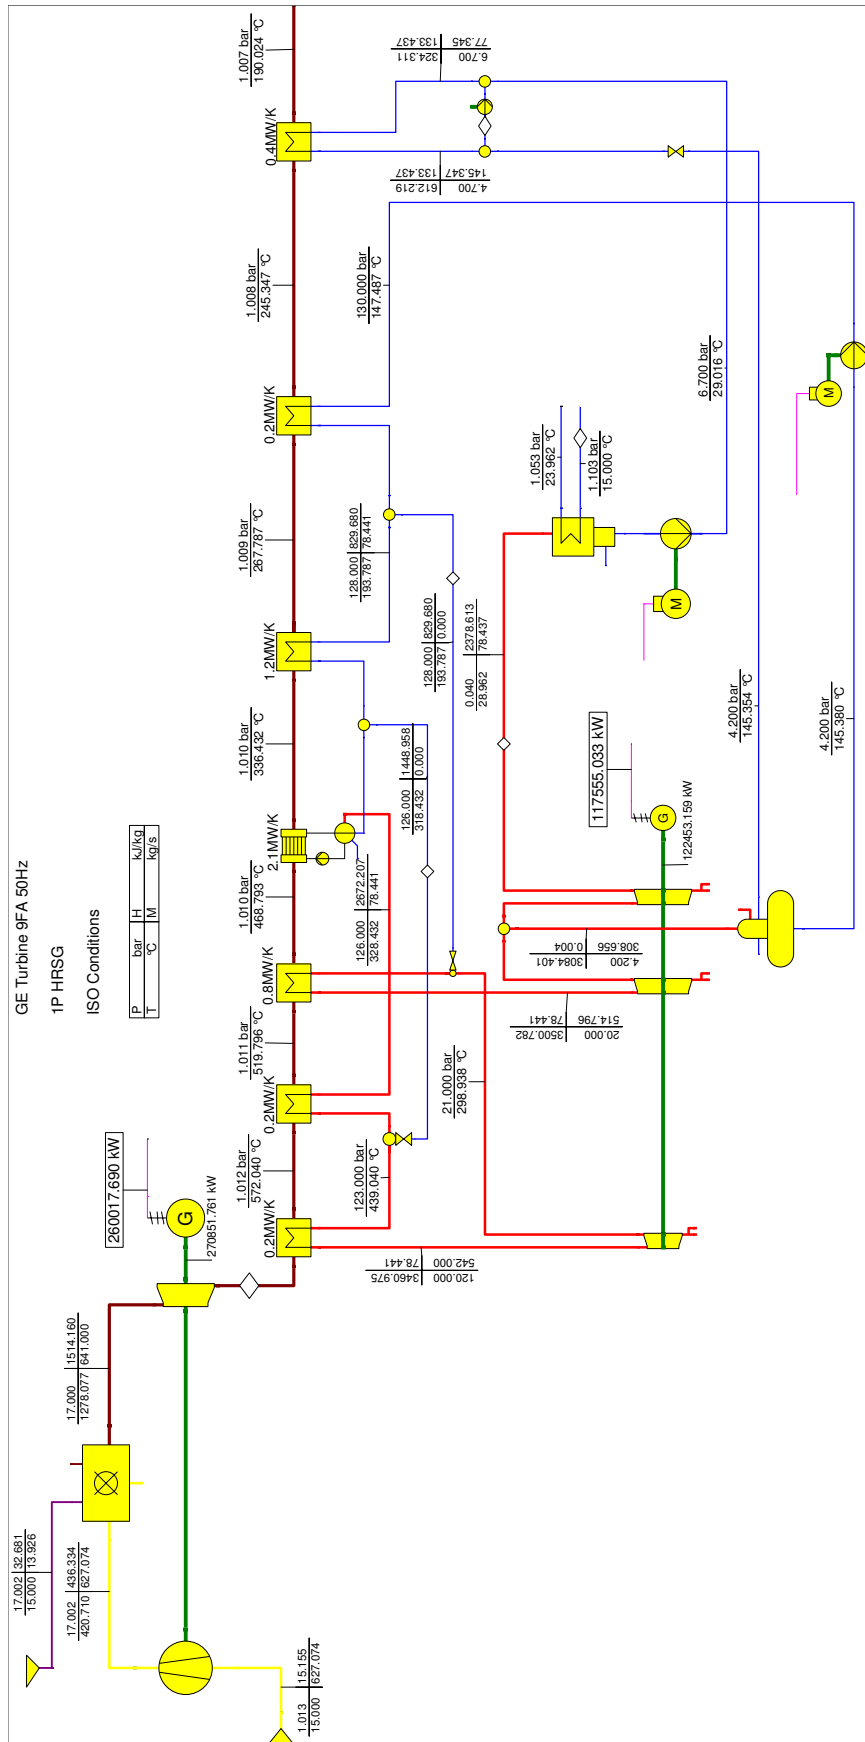 GE Turbine 9FA 50Hz
1P HRSG
ISO Conditions
P bar H kJ/kg
T °C M kg/s
17.002 32.681
15.000 13.926
17.002 436.334
420.710 627.074
1.013 15.155
15.000 627.074
17.000 1514.160
1278.077 641.000
260017.690 kW
G
270851.761 kW
0.2MW/K
120.000 3460.975
542.000 78.441
1.012 bar
572.040 °C
123.000 bar
439.040 °C
0.2MW/K
1.011 bar
519.796 °C
21.000 bar
298.938 °C
0.8MW/K
20.000 3500.782
514.796 78.441
1.010 bar
468.793 °C
126.000 2672.207
328.432 78.441
2.1MW/K
126.000 1448.958
318.432 0.000
1.010 bar
336.432 °C
1.2MW/K
128.000 829.680
193.787 0.000
128.000 829.680
193.787 78.441
1.009 bar
267.787 °C
0.2MW/K
1.008 bar
245.347 °C
130.000 bar
147.487 °C
0.4MW/K
4.700 612.219
145.347 133.437
6.700 324.311
77.345 133.437
1.007 bar
190.024 °C
4.200 3084.401
308.656 0.004
0.040 2378.613
28.962 78.437
117555.033 kW
G
122453.159 kW
1.053 bar
23.962 °C
1.103 bar
15.000 °C
M
6.700 bar
29.016 °C
4.200 bar
145.354 °C
4.200 bar
145.380 °C
M